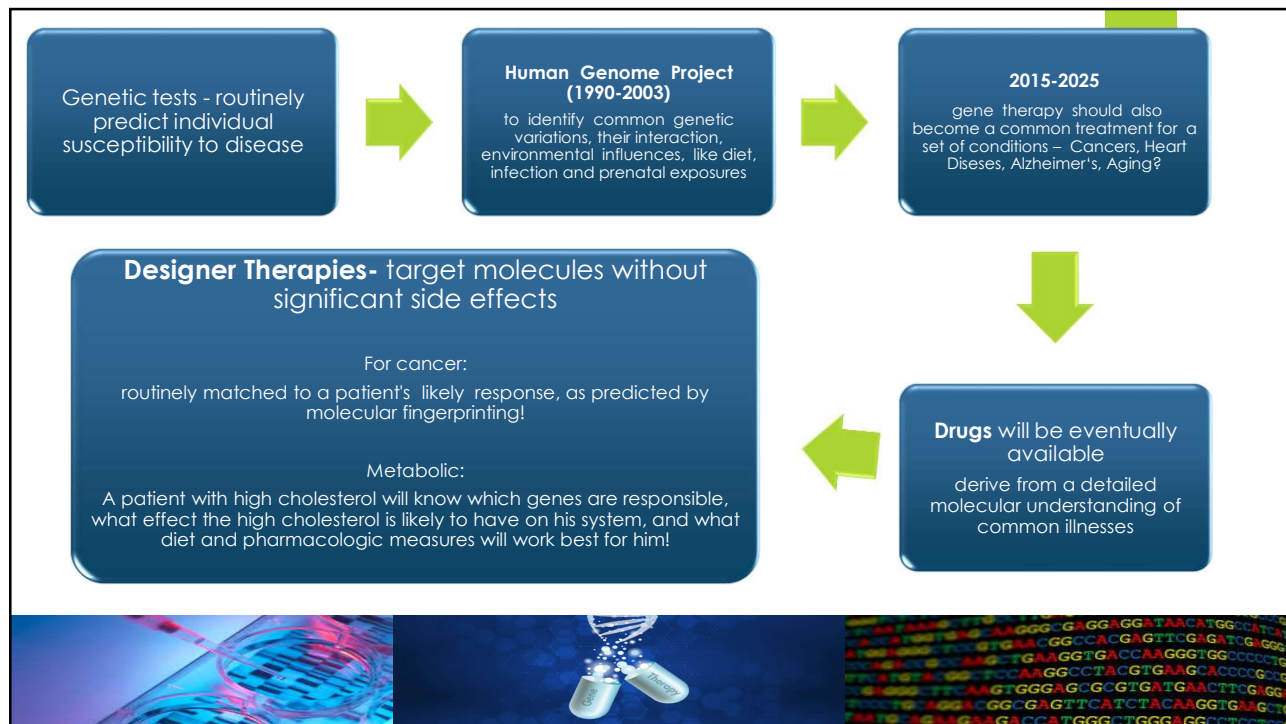 Genetic tests - routinely
predict individual
susceptibility to disease
Human Genome Project
(1990-2003)
to identify common genetic
variations, their interaction,
environmental influences, like diet,
infection and prenatal exposures
2015-2025
gene therapy should also
become a common treatment for a
set of conditions – Cancers, Heart
Diseses, Alzheimer‘s, Aging?
Drugs will be eventually
available
derive from a detailed
molecular understanding of
common illnesses
Designer Therapies- target molecules without
significant side effects
For cancer:
routinely matched to a patient's likely response, as predicted by
molecular fingerprinting!
Metabolic:
A patient with high cholesterol will know which genes are responsible,
what effect the high cholesterol is likely to have on his system, and what
diet and pharmacologic measures will work best for him!
Gene
Therapy